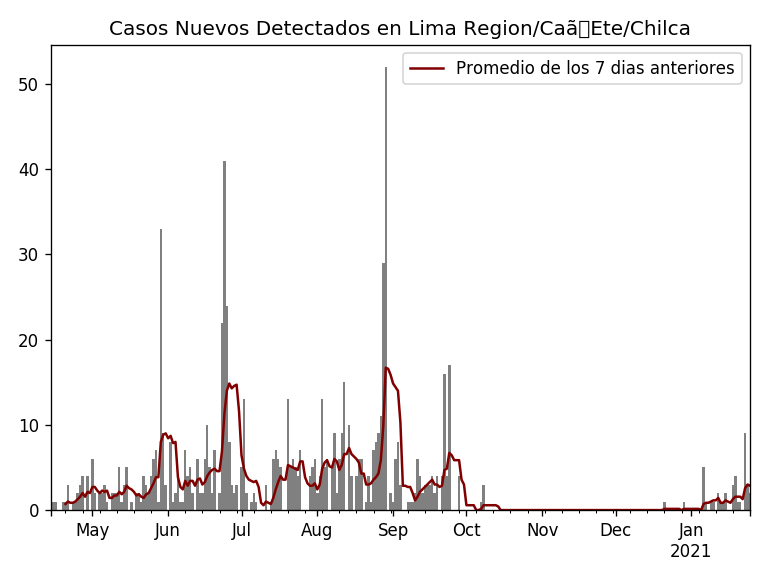 Casos Nuevos Detectados en Lima Region/Caã▯Ete/Chilca
Promedio de los 7 dias anteriores
50
40
30
20
10
0
May Jun Jul Aug Sep Oct Nov Dec Jan
2021